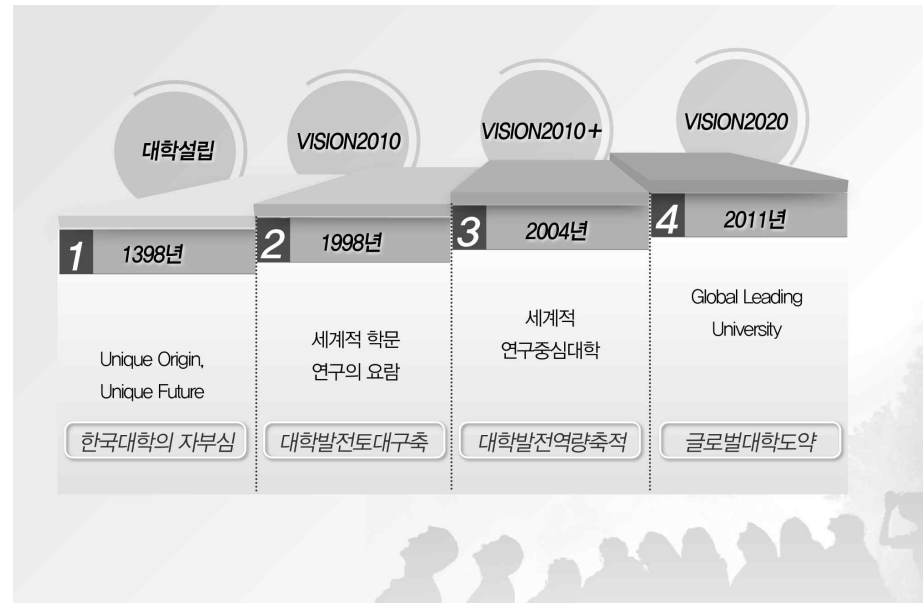 대학설립
1
1398년
Unique Origin,
Unique Future
한국대학의 자부심
VISION2010
2
1998년
세계적 학문
연구의 요람
대학발전토대구축
VISION2010+
3
2004년
세계적
연구중심대학
대학발전역량축적
VISION2020
4
2011년
Global Leading
University
글로벌대학도약